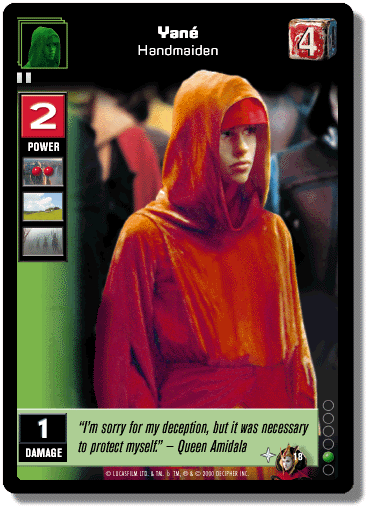 Yané
Handmaiden
4
2
POWER
1
DAMAGE
"I'm sorry for my deception, but it was necessary
to protect myself." – Queen Amidala
18
© LUCASFILM LTD. & TM. ® TM, ® & © 2000 DECIPHER INC.